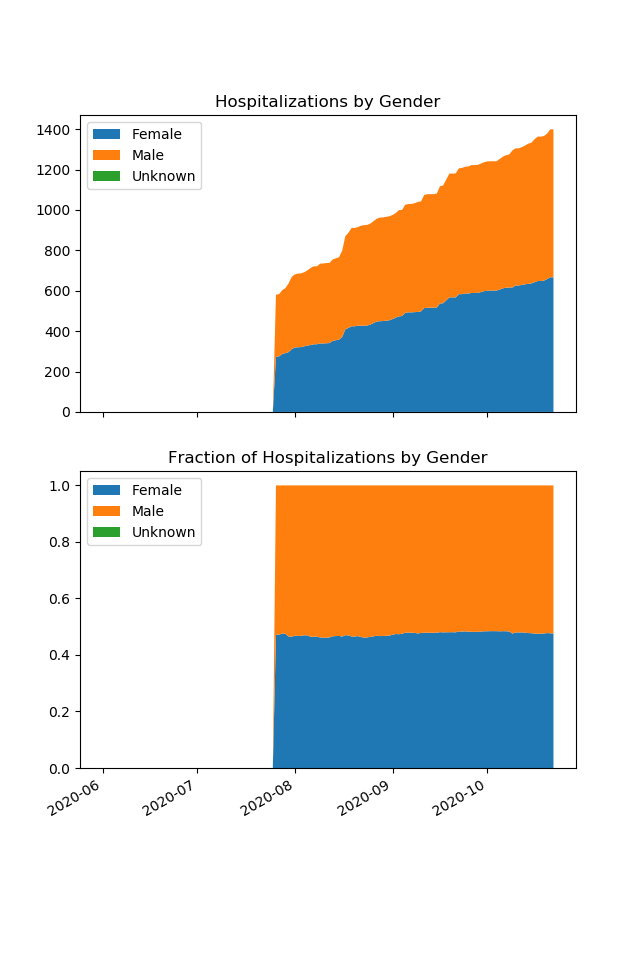 Hospitalizations by Gender
1400
1200
1000
800
600
400
200
0
Female
Male
Unknown
Fraction of Hospitalizations by Gender
1.0
0.8
0.6
0.4
0.2
0.0
Female
Male
Unknown
2020-06
2020-07
2020-08
2020-09
2020-10